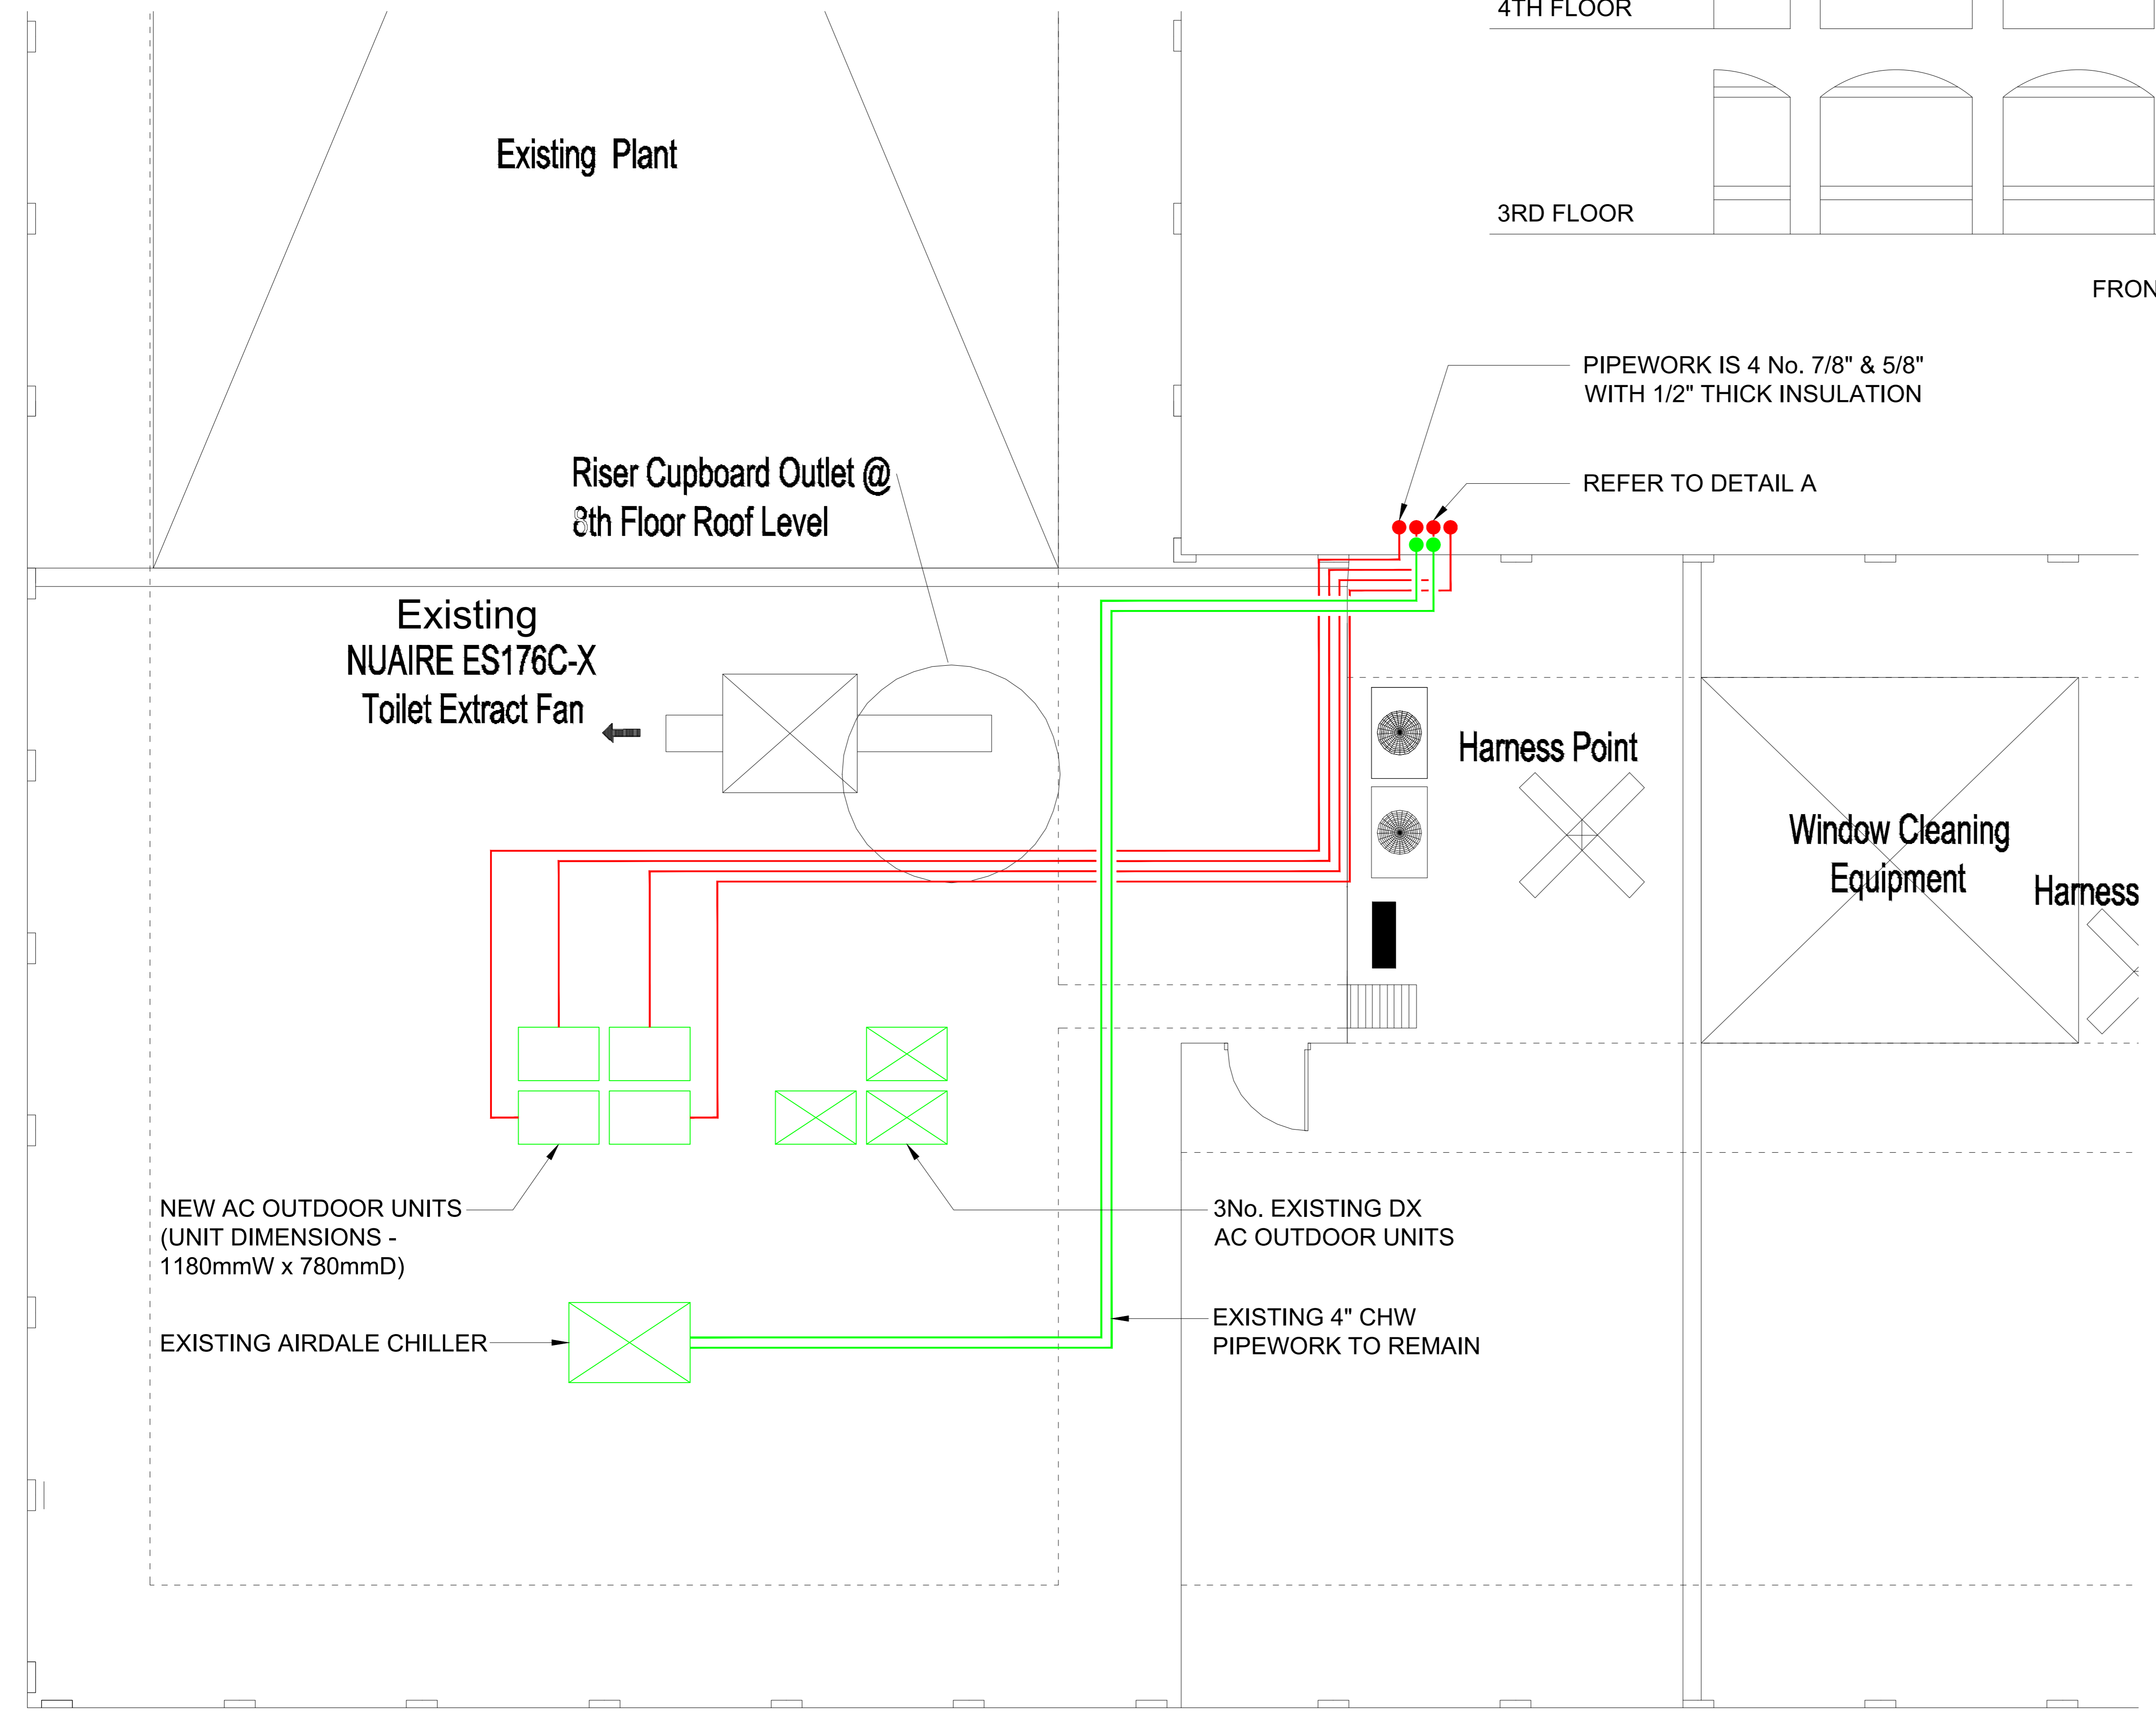 4TH FLOOR
3RD FLOOR
FRON
Existing Plant
PIPEWORK IS 4 No. 7/8" & 5/8"
WITH 1/2" THICK INSULATION
REFER TO DETAIL A
Riser Cupboard Outlet @
8th Floor Roof Level
Existing
NUAIRE ES176C-X
Toilet Extract Fan
Harness Point
Window Cleaning
Equipment
Harness
NEW AC OUTDOOR UNITS
(UNIT DIMENSIONS -
1180mmW x 780mmD)
3No. EXISTING DX
AC OUTDOOR UNITS
EXISTING AIRDALE CHILLER
EXISTING 4" CHW
PIPEWORK TO REMAIN